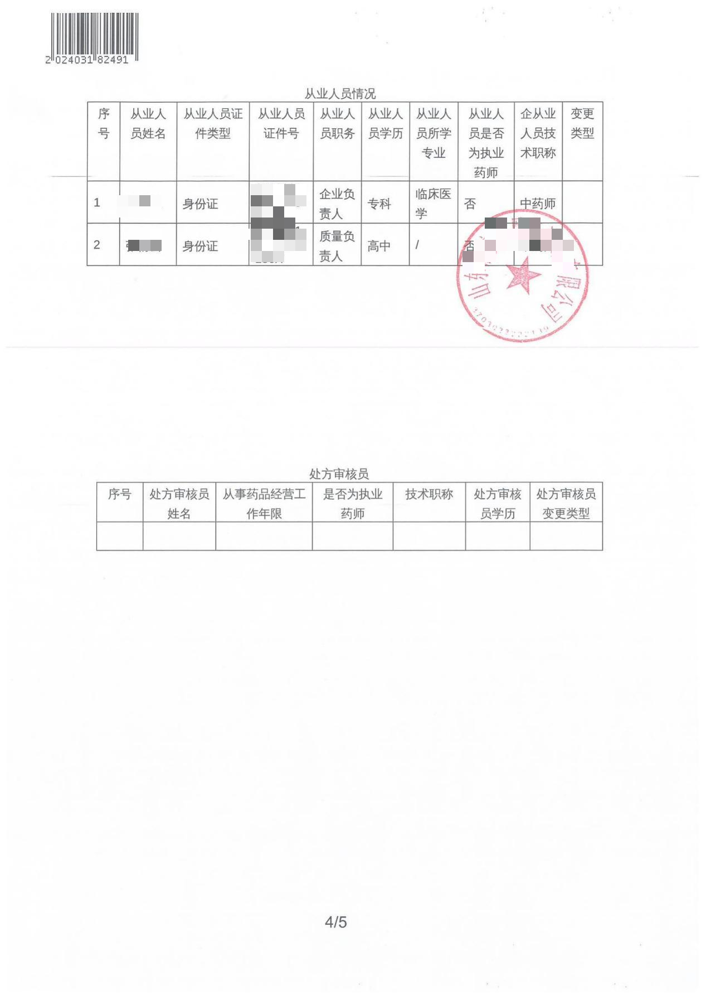 2024031824​91
从业人员情况
序号 从业人员姓名 从业人员证件类型 从业人员证件号 从业人员职务 从业人员学历 从业人员所学专业 从业人员是否为执业药师 企从业人员技术职称 变更类型
1 身份证 企业负责人 专科 临床医学 否 中药师
2 身份证 质量负责人 高中 / 否
山东
限公司
处方审核员
序号 处方审核员姓名 从事药品经营工作年限 是否为执业药师 技术职称 处方审核员学历 处方审核员变更类型
4/5